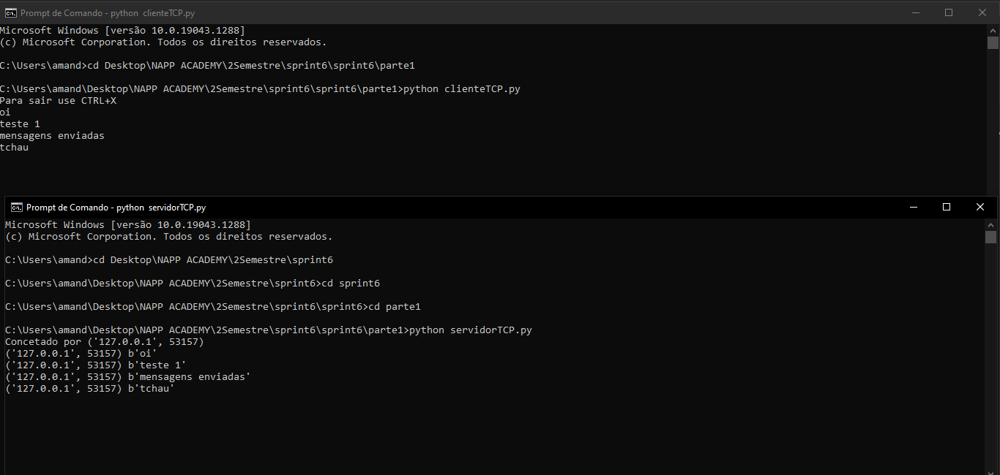 Prompt de Comando - python clienteTCP.py
Microsoft Windows [versão 10.0.19043.1288]
(c) Microsoft Corporation. Todos os direitos reservados.
C:\Users\amand>cd Desktop\NAPP ACADEMY\2Semestre\sprint6\sprint6\parte1
C:\Users\amand\Desktop\NAPP ACADEMY\2Semestre\sprint6\sprint6\parte1>python clienteTCP.py
Para sair use CTRL+X
oi
teste 1
mensagens enviadas
tchau
Prompt de Comando - python servidorTCP.py
Microsoft Windows [versão 10.0.19043.1288]
(c) Microsoft Corporation. Todos os direitos reservados.
C:\Users\amand>cd Desktop\NAPP ACADEMY\2Semestre\sprint6
C:\Users\amand\Desktop\NAPP ACADEMY\2Semestre\sprint6>cd sprint6
C:\Users\amand\Desktop\NAPP ACADEMY\2Semestre\sprint6\sprint6>cd parte1
C:\Users\amand\Desktop\NAPP ACADEMY\2Semestre\sprint6\sprint6\parte1>python servidorTCP.py
Concetado por ('127.0.0.1', 53157)
('127.0.0.1', 53157) b'oi'
('127.0.0.1', 53157) b'teste 1'
('127.0.0.1', 53157) b'mensagens enviadas'
('127.0.0.1', 53157) b'tchau'